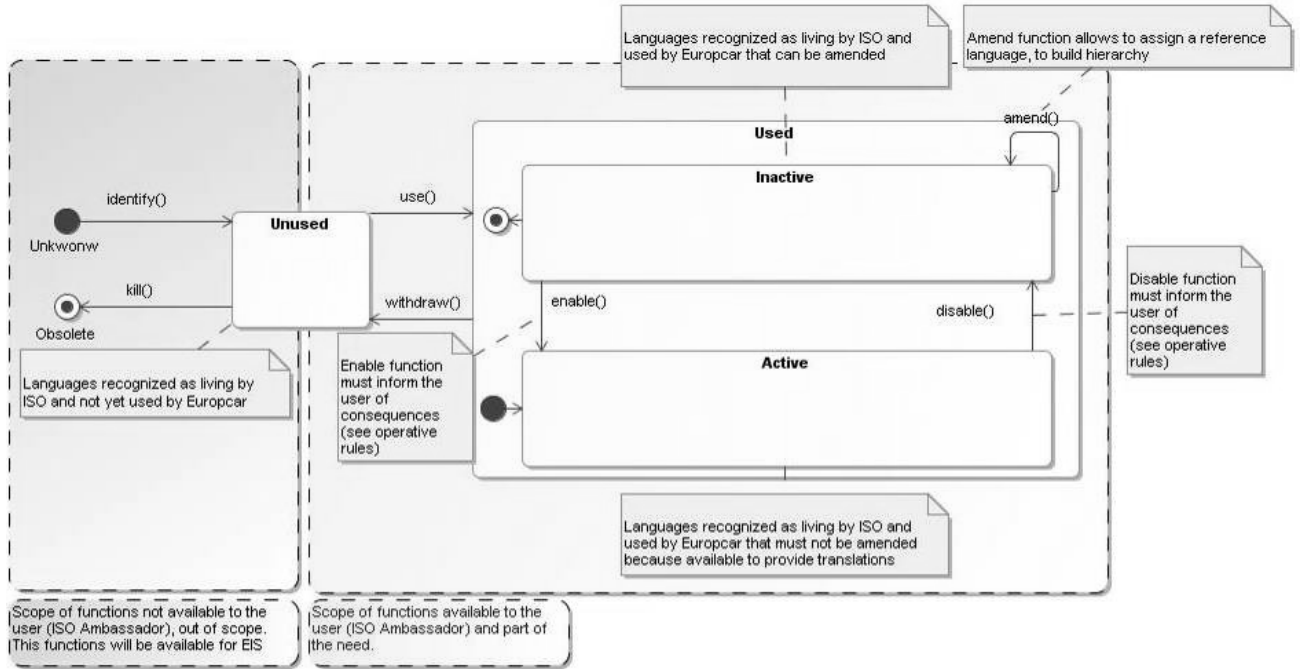 Languages recognized as living by ISO and
used by Europcar that can be amended
Amend function allows to assign a reference
language, to build hierarchy
amend()
Used
Inactive
identify()
use()
Unused
Unkwonw
kill()
withdraw()
enable()
disable()
Obsolete
Disable function
must inform the
user of
consequences
(see operative
rules)
Languages recognized as living by
ISO and not yet used by Europcar
Enable function
must inform the
user of
consequences
(see operative
rules)
Active
Languages recognized as living by ISO and
used by Europcar that must not be amended
because available to provide translations
Scope of functions not available to the
user (ISO Ambassador), out of scope.
This functions will be available for EIS
Scope of functions available to the
user (ISO Ambassador) and part of
the need.